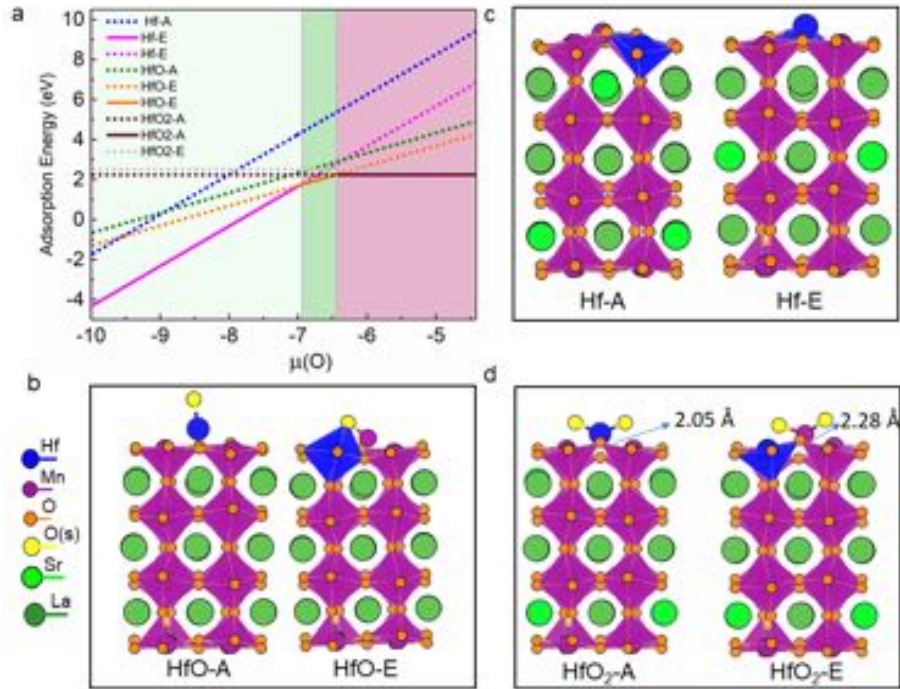 a
10
8
6
4
2
0
-2
-4
Adsorption Energy (eV)
Hf-A
Hf-E
Hf-E
HfO-A
HfO-E
HfO-E
HfO2-A
HfO2-A
HfO2-E
-10
-9
-8
-7
-6
-5
μ(O)
c
Hf-A
Hf-E
b
Hf
Mn
O
O(s)
Sr
La
HfO-A
HfO-E
d
2.05 Å
2.28 Å
HfO₂-A
HfO₂-E